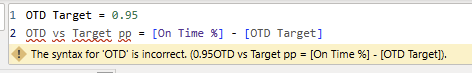 1 OTD Target = 0.95
2 OTD vs Target pp = [On Time %] - [OTD Target]
The syntax for 'OTD' is incorrect. (0.95OTD vs Target pp = [On Time %] - [OTD Target]).